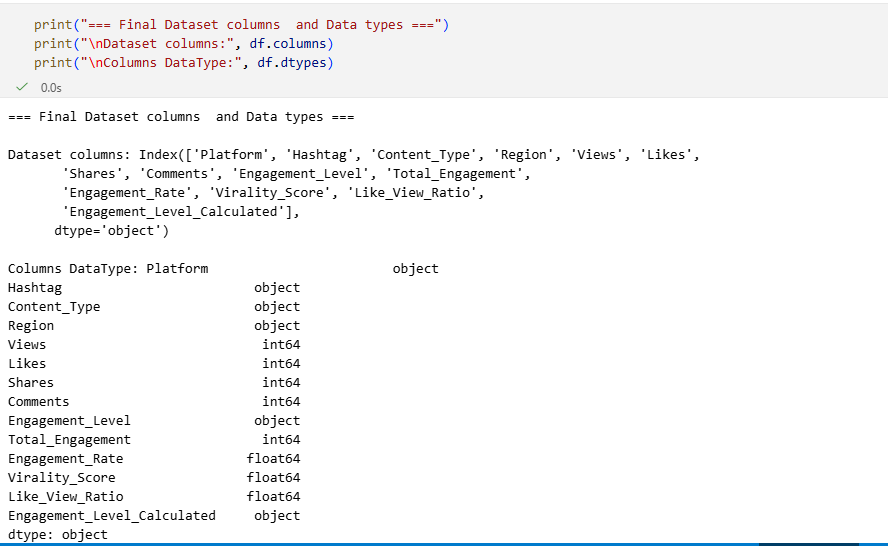 print("=== Final Dataset columns  and Data types ===")
print("\nDataset columns:", df.columns)
print("\nColumns DataType:", df.dtypes)
0.0s
=== Final Dataset columns  and Data types ===
Dataset columns: Index(['Platform', 'Hashtag', 'Content_Type', 'Region', 'Views', 'Likes',
       'Shares', 'Comments', 'Engagement_Level', 'Total_Engagement',
       'Engagement_Rate', 'Virality_Score', 'Like_View_Ratio',
       'Engagement_Level_Calculated'],
      dtype='object')
Columns DataType: Platform                        object
Hashtag                         object
Content_Type                    object
Region                          object
Views                            int64
Likes                            int64
Shares                           int64
Comments                         int64
Engagement_Level                object
Total_Engagement                 int64
Engagement_Rate                float64
Virality_Score                 float64
Like_View_Ratio                float64
Engagement_Level_Calculated     object
dtype: object